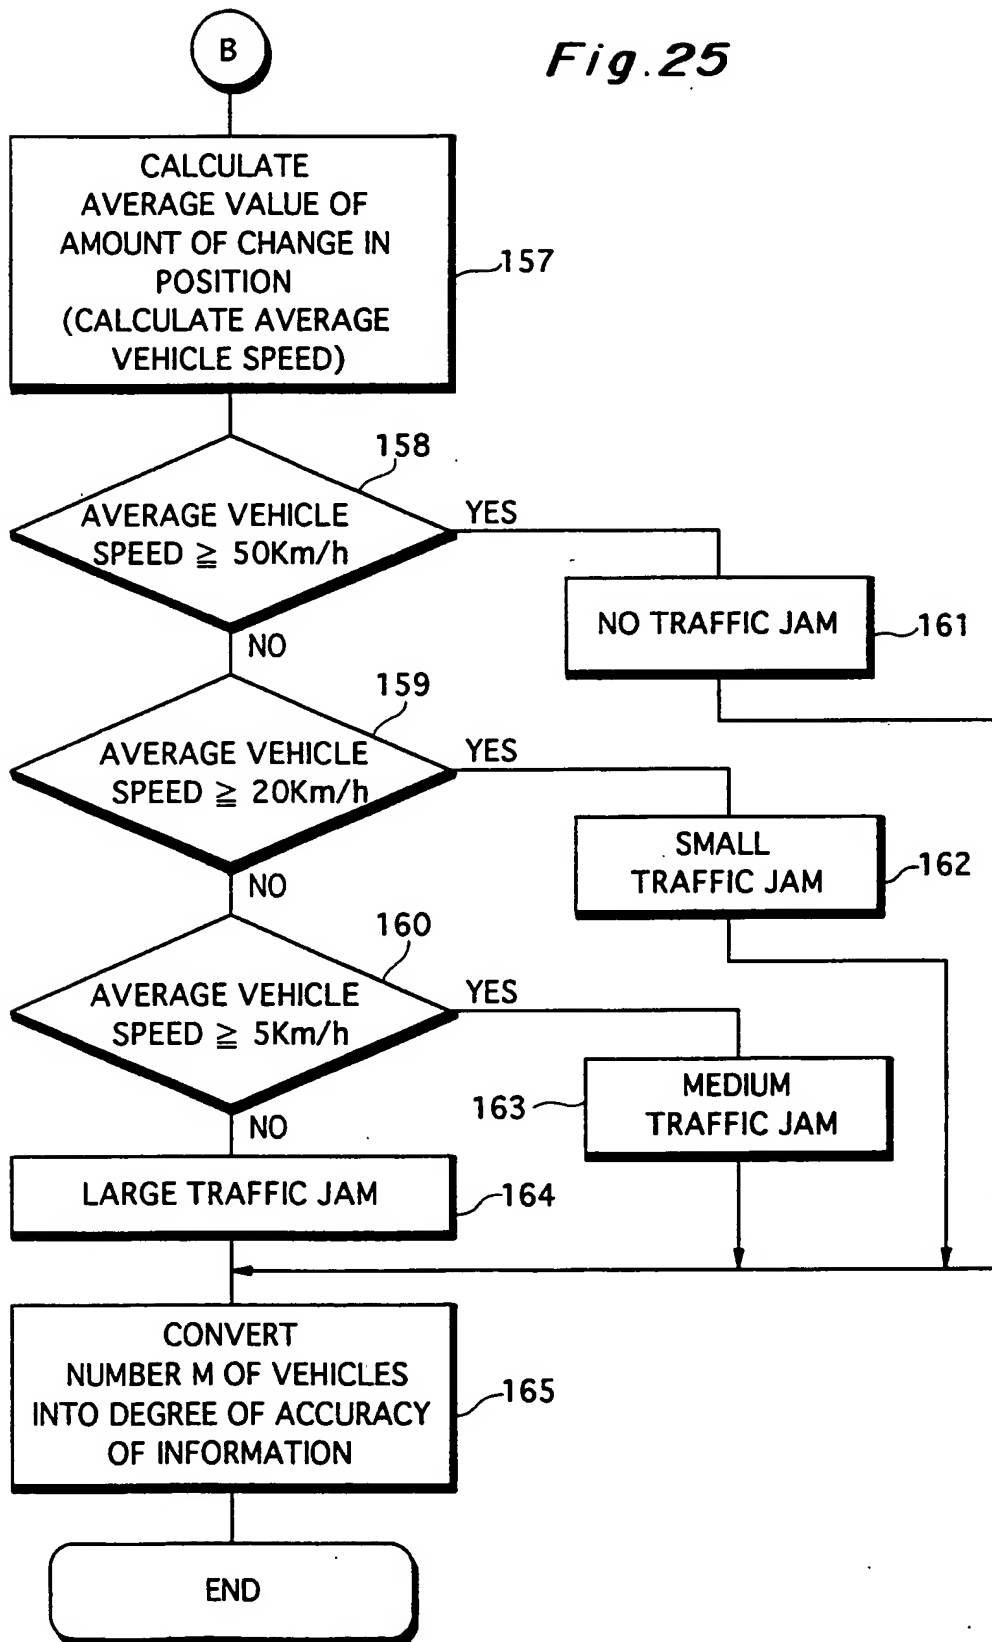 B
Fig.25
CALCULATE
AVERAGE VALUE OF
AMOUNT OF CHANGE IN
POSITION
(CALCULATE AVERAGE
VEHICLE SPEED)
157
158
AVERAGE VEHICLE
SPEED ≧ 50Km/h
YES
NO
NO TRAFFIC JAM
161
159
AVERAGE VEHICLE
SPEED ≧ 20Km/h
YES
NO
SMALL
TRAFFIC JAM
162
160
AVERAGE VEHICLE
SPEED ≧ 5Km/h
YES
NO
MEDIUM
TRAFFIC JAM
163
LARGE TRAFFIC JAM
164
CONVERT
NUMBER M OF VEHICLES
INTO DEGREE OF ACCURACY
OF INFORMATION
165
END